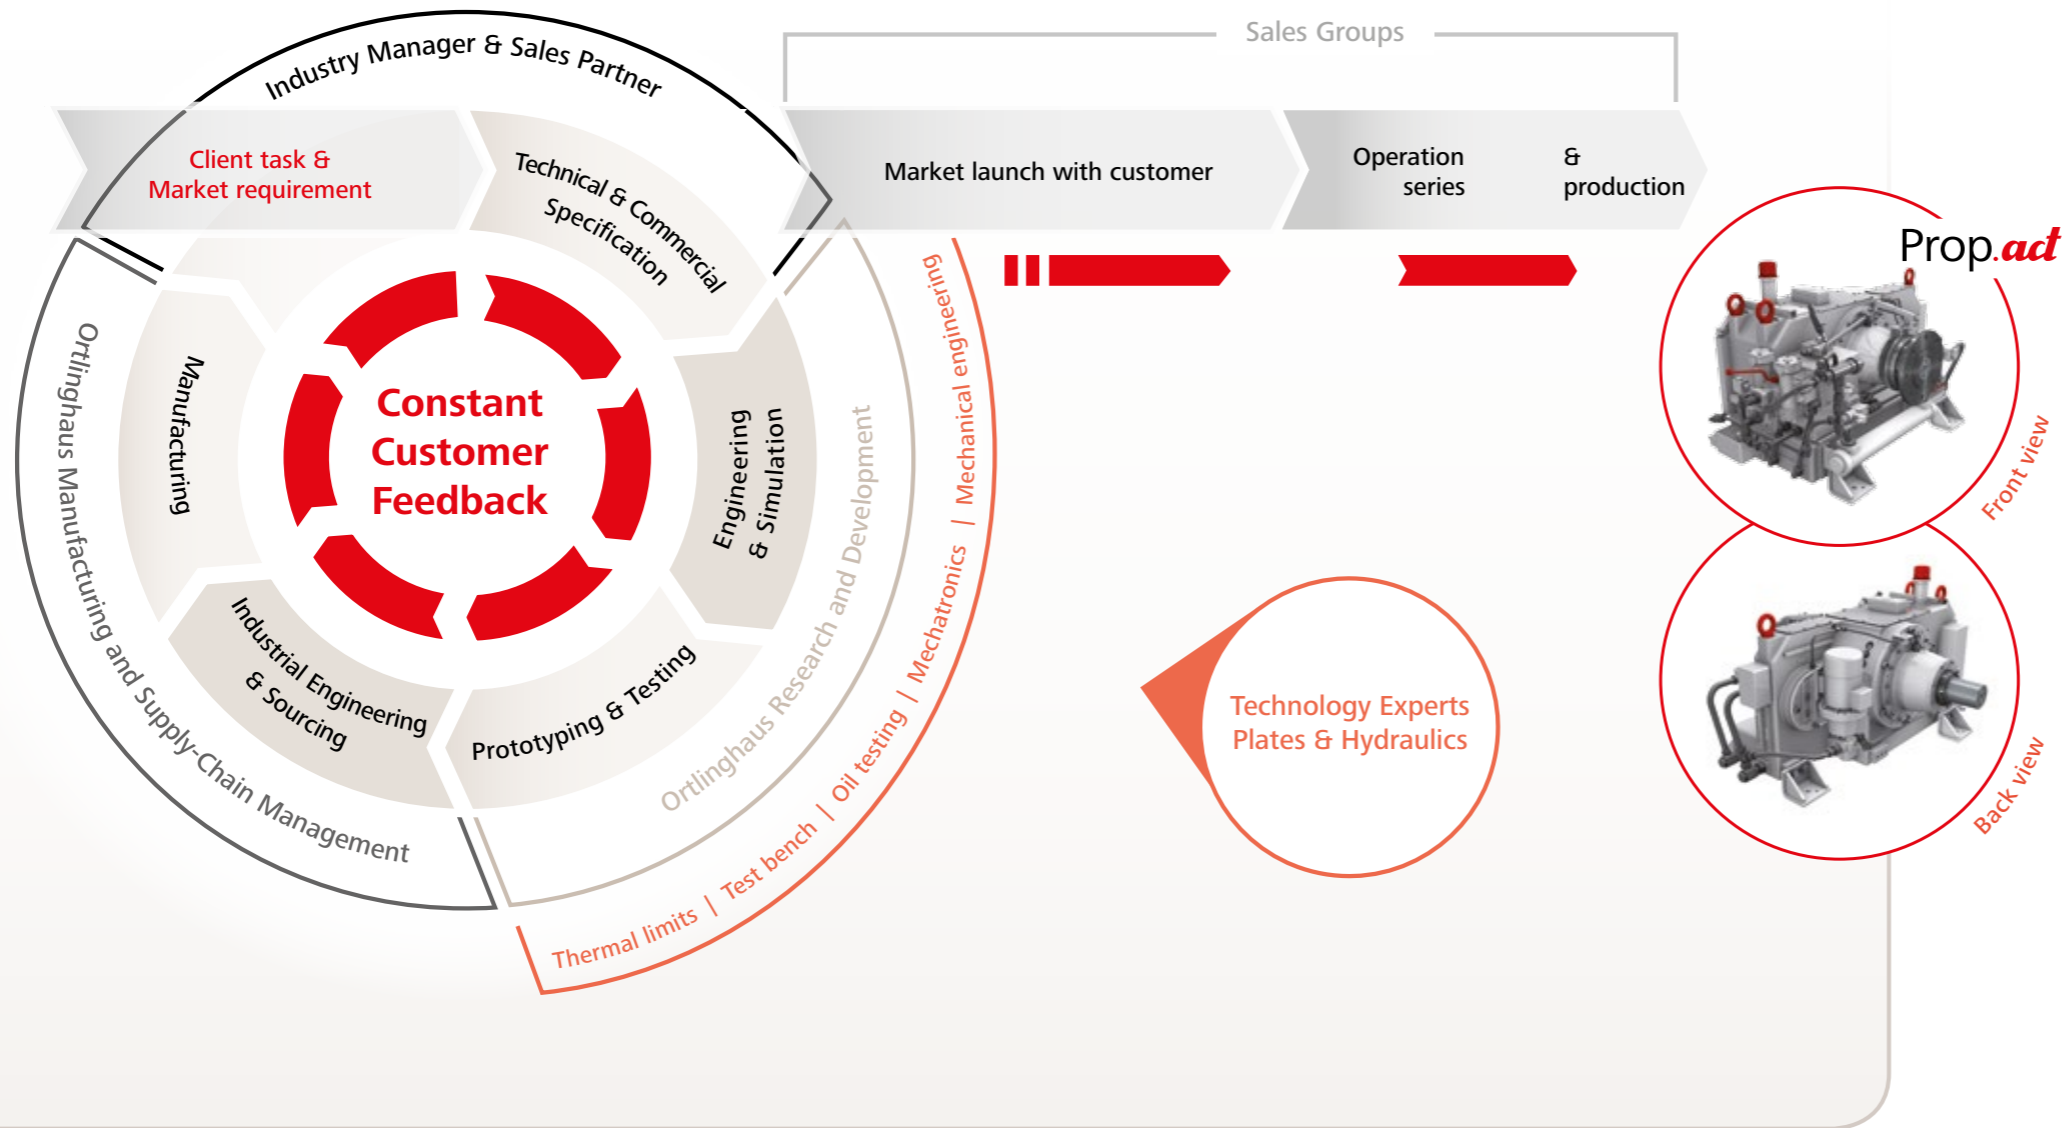 Sales Groups
Industry Manager & Sales Partner
Client task &
Market requirement
Technical & Commercial
Specification
Market launch with customer
Operation &
series production
Prop.act
Front view
Back view
Constant
Customer
Feedback
Engineering
& Simulation
Prototyping & Testing
Industrial Engineering
& Sourcing
Manufacturing
Ortlinghaus Manufacturing and Supply-Chain Management
Ortlinghaus Research and Development
Thermal limits | Test bench | Oil testing | Mechatronics | Mechanical engineering
Technology Experts
Plates & Hydraulics